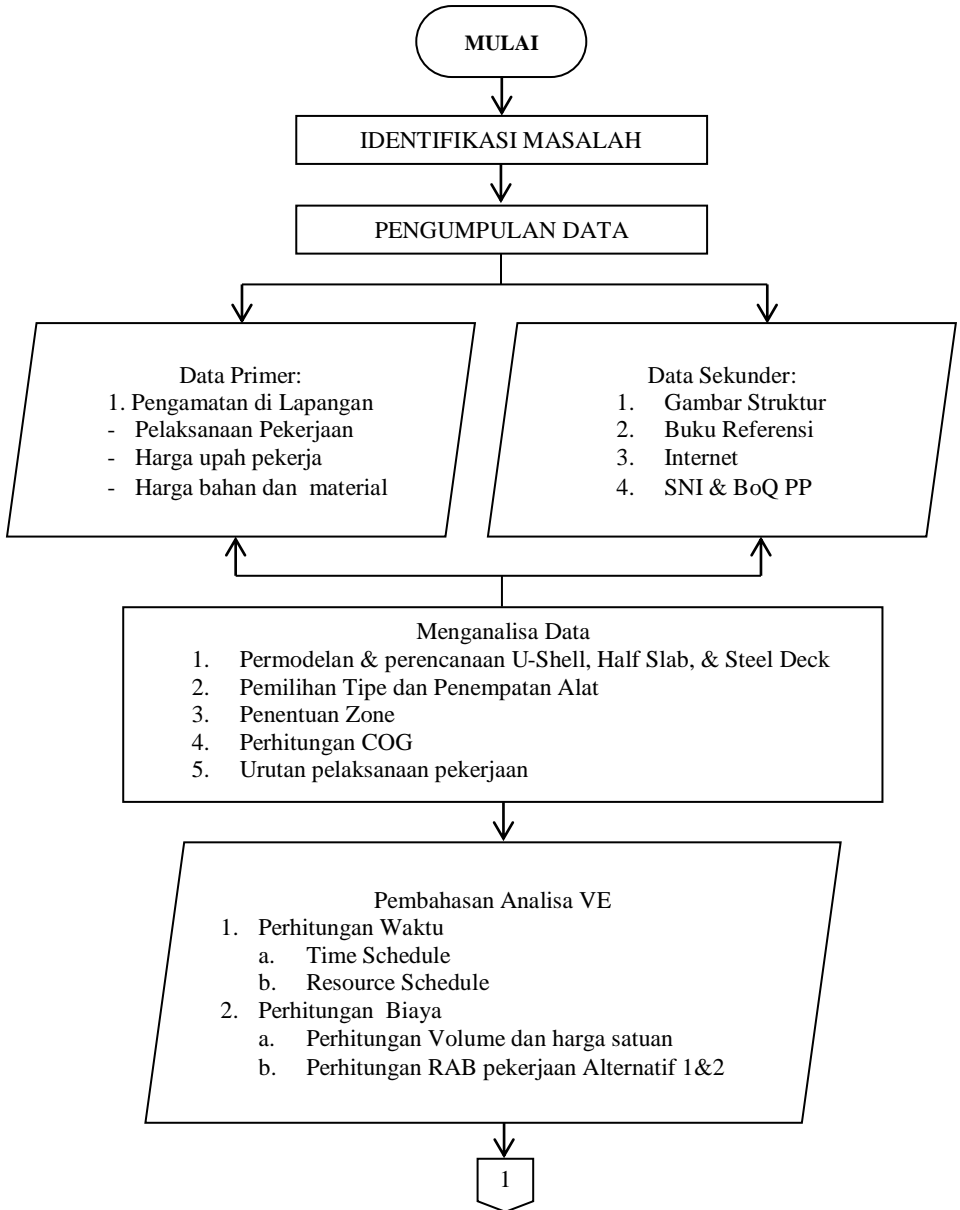 MULAI
IDENTIFIKASI MASALAH
PENGUMPULAN DATA
Data Primer:
1. Pengamatan di Lapangan
- Pelaksanaan Pekerjaan
- Harga upah pekerja
- Harga bahan dan material
Data Sekunder:
1. Gambar Struktur
2. Buku Referensi
3. Internet
4. SNI & BoQ PP
Menganalisa Data
1. Permodelan & perencanaan U-Shell, Half Slab, & Steel Deck
2. Pemilihan Tipe dan Penempatan Alat
3. Penentuan Zone
4. Perhitungan COG
5. Urutan pelaksanaan pekerjaan
Pembahasan Analisa VE
1. Perhitungan Waktu
a. Time Schedule
b. Resource Schedule
2. Perhitungan Biaya
a. Perhitungan Volume dan harga satuan
b. Perhitungan RAB pekerjaan Alternatif 1&2
1